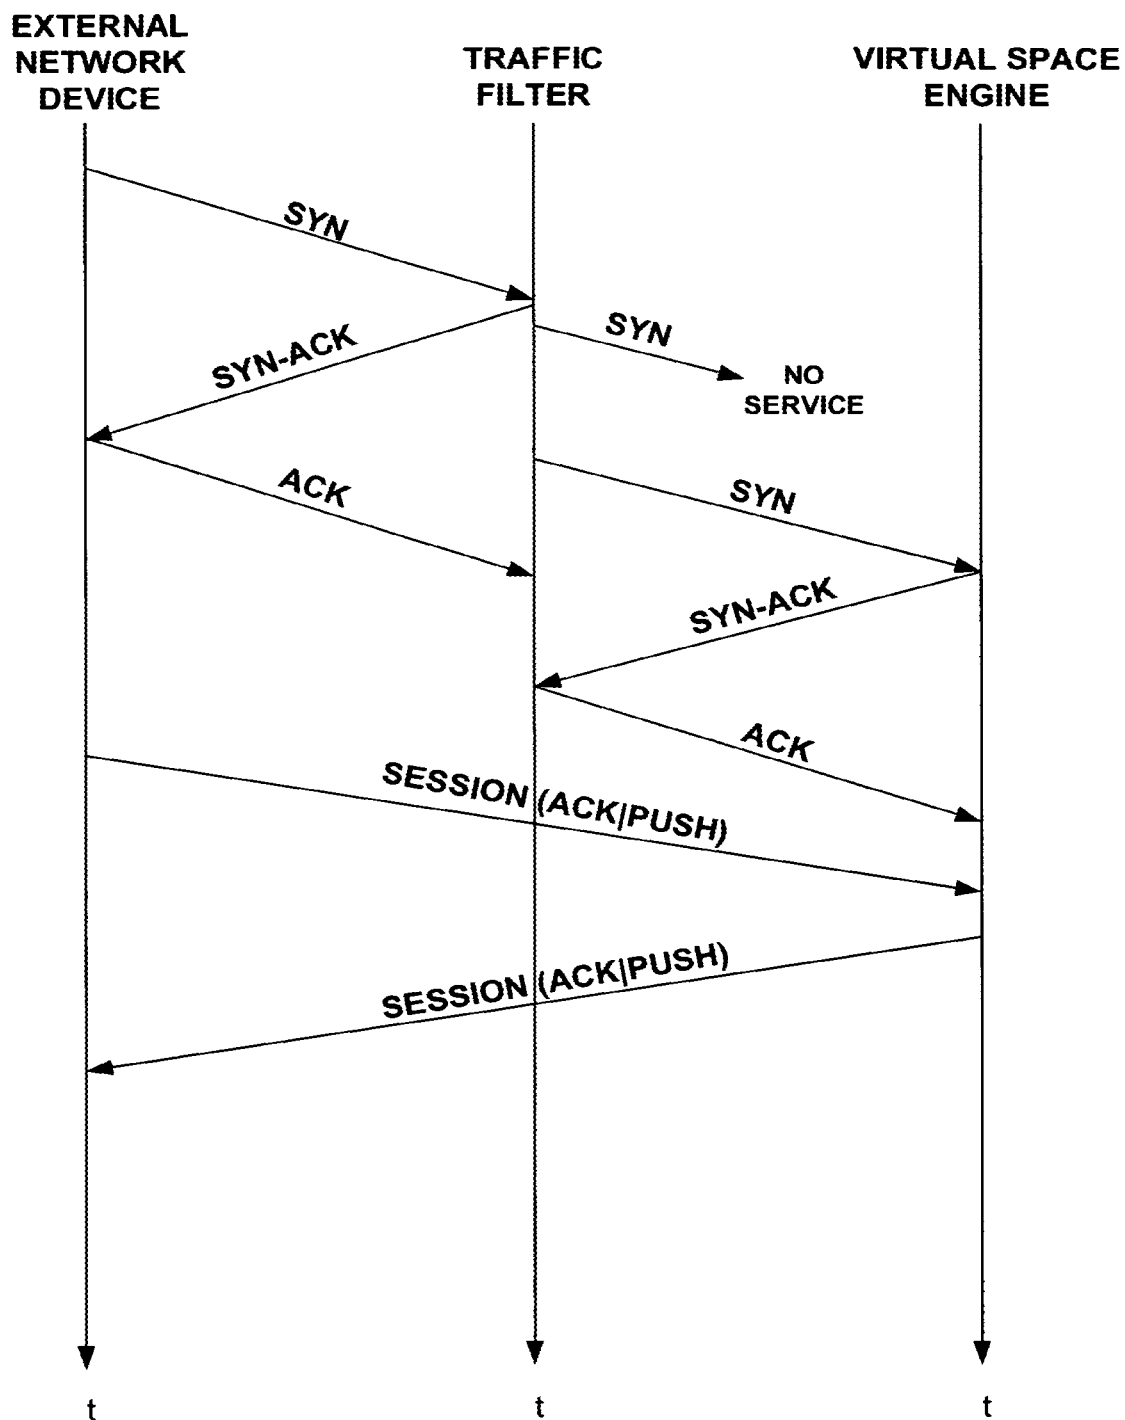 EXTERNAL
NETWORK
DEVICE
TRAFFIC
FILTER
VIRTUAL SPACE
ENGINE
SYN
SYN-ACK
SYN
NO
SERVICE
ACK
SYN
SYN-ACK
ACK
SESSION (ACK|PUSH)
SESSION (ACK|PUSH)
t
t
t